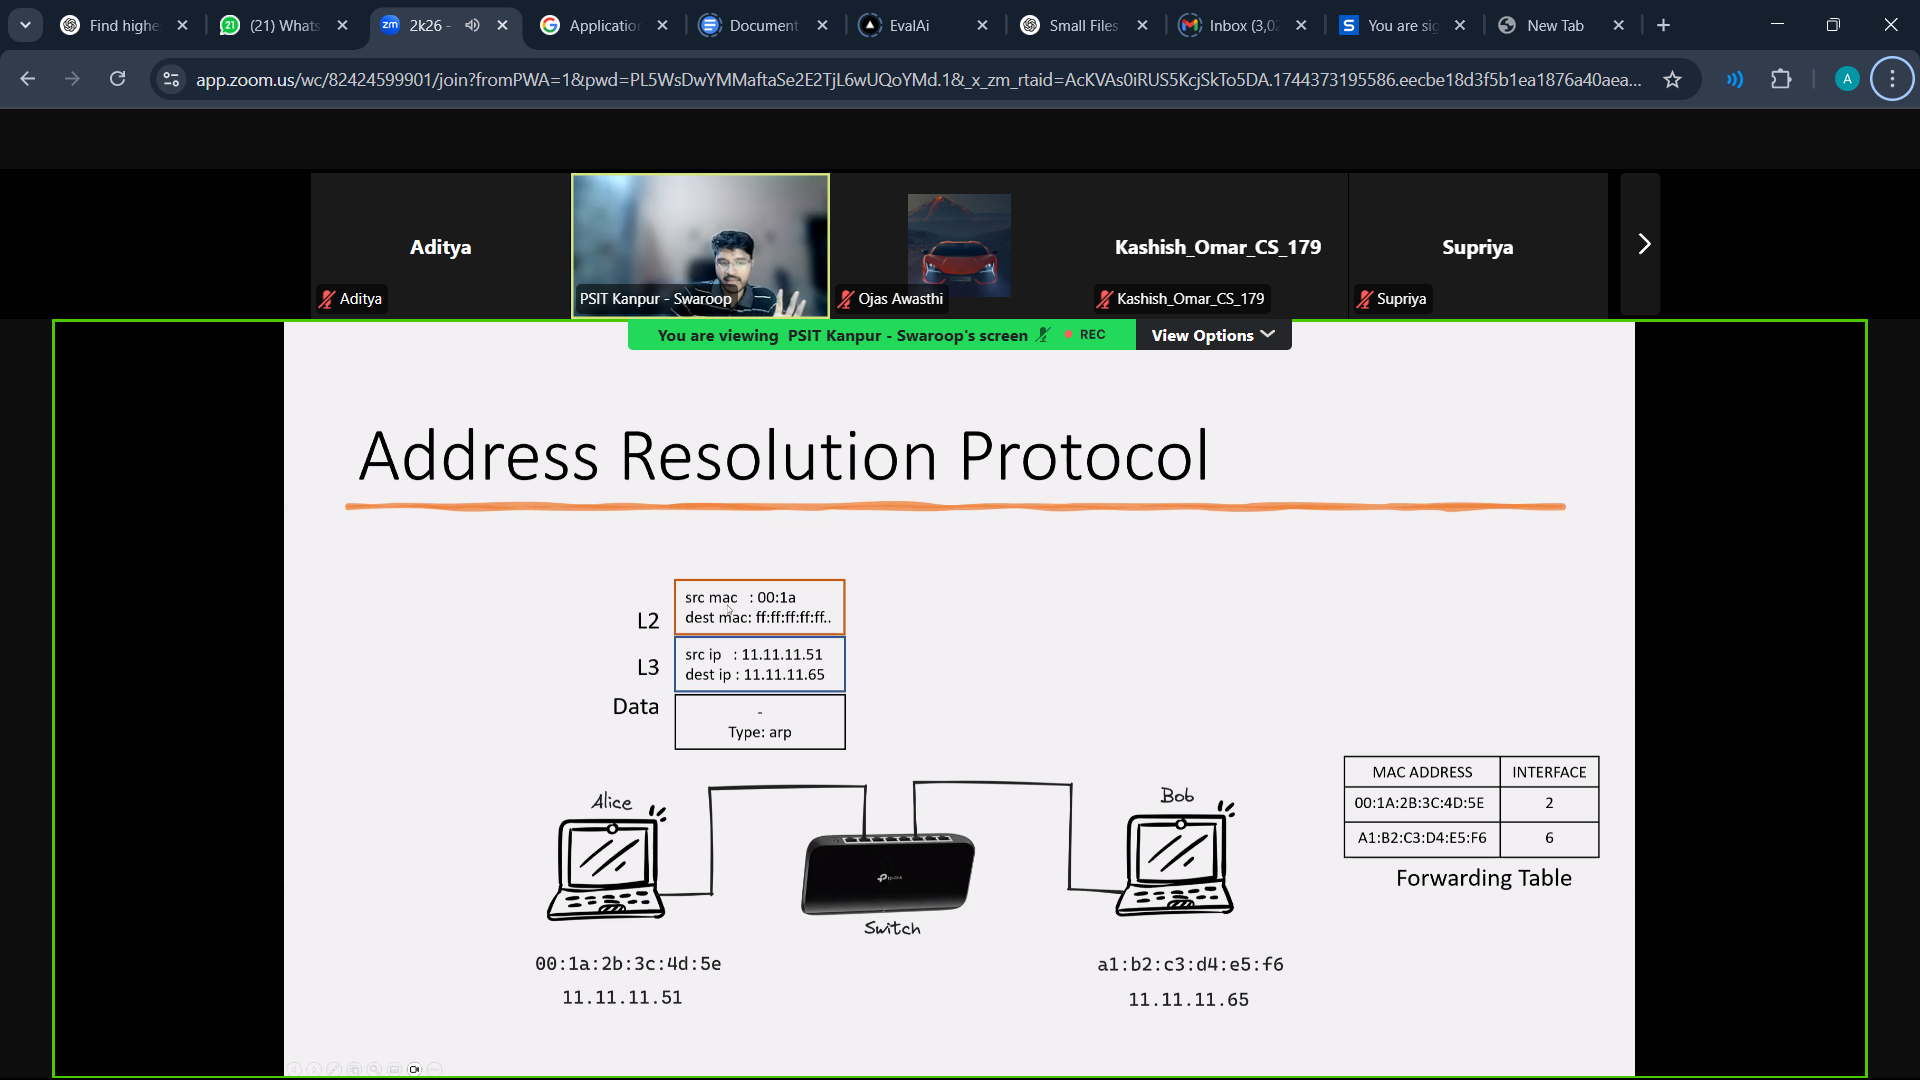 Find highe
21
(21) Whats
zm
2k26 -
Application
Document
EvalAi
Small Files
Inbox (3,02
S
You are sig
New Tab
app.zoom.us/wc/82424599901/join?fromPWA=1&pwd=PL5WsDwYMMaftaSe2E2TjL6wUQoYMd.1&_x_zm_rtaid=AcKVAs0iRUS5KcjSkTo5DA.1744373195586.eecbe18d3f5b1ea1876a40aea...
A
Aditya
Kashish_Omar_CS_179
Supriya
Aditya
PSIT Kanpur - Swaroop
Ojas Awasthi
Kashish_Omar_CS_179
Supriya
You are viewing PSIT Kanpur - Swaroop's screen
REC
View Options
Address Resolution Protocol
L2
src mac : 00:1a
dest mac: ff:ff:ff:ff:ff..
L3
src ip : 11.11.11.51
dest ip : 11.11.11.65
Data
-
Type: arp
Alice
Bob
tp-link
Switch
MAC ADDRESS INTERFACE
00:1A:2B:3C:4D:5E 2
A1:B2:C3:D4:E5:F6 6
Forwarding Table
00:1a:2b:3c:4d:5e
11.11.11.51
a1:b2:c3:d4:e5:f6
11.11.11.65